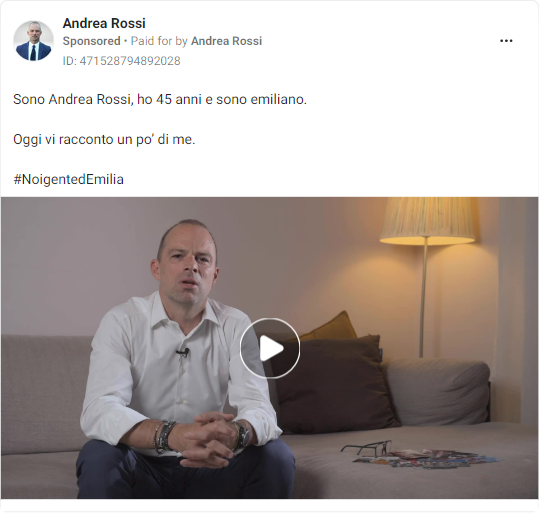 Andrea Rossi
Sponsored • Paid for by Andrea Rossi
ID: 471528794892028
Sono Andrea Rossi, ho 45 anni e sono emiliano.
Oggi vi racconto un po’ di me.
#NoigentedEmilia